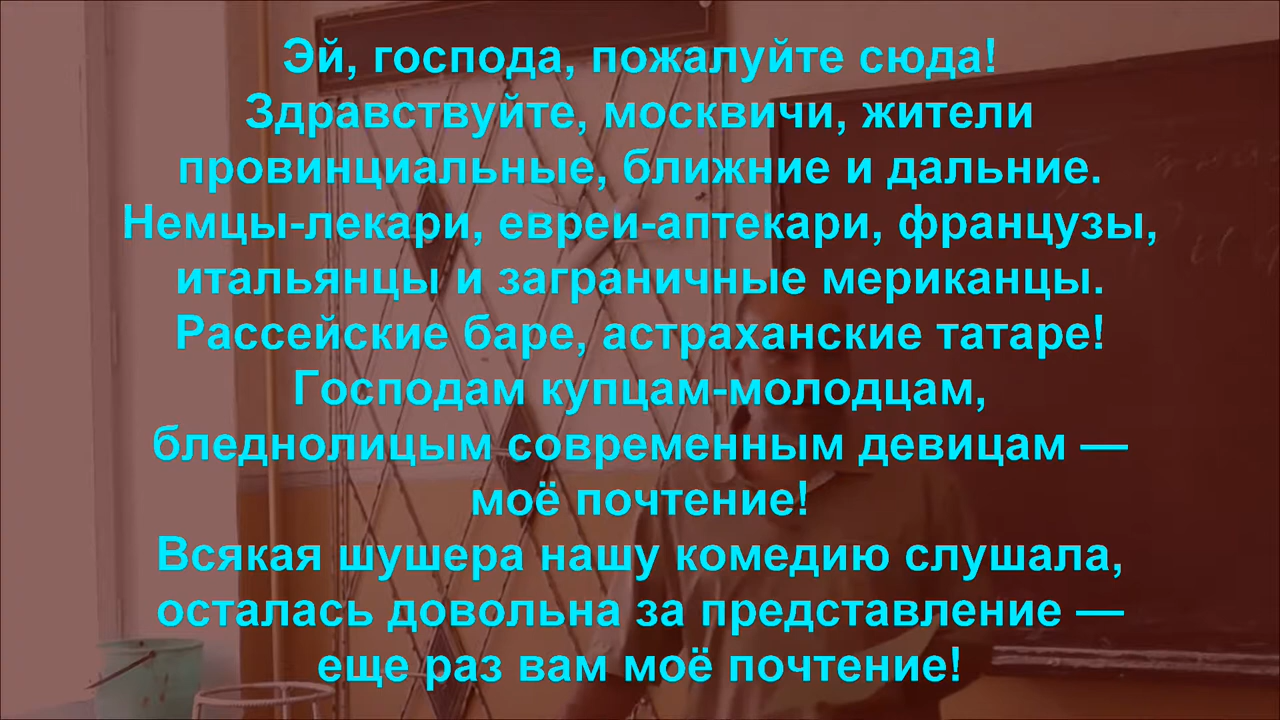 Эй, господа, пожалуйте сюда!
Здравствуйте, москвичи, жители
провинциальные, ближние и дальние.
Немцы-лекари, евреи-аптекари, французы,
итальянцы и заграничные мериканцы.
Рассейские баре, астраханские татаре!
Господам купцам-молодцам,
бледнолицым современным девицам —
моё почтение!
Всякая шушера нашу комедию слушала,
осталась довольна за представление —
еще раз вам моё почтение!